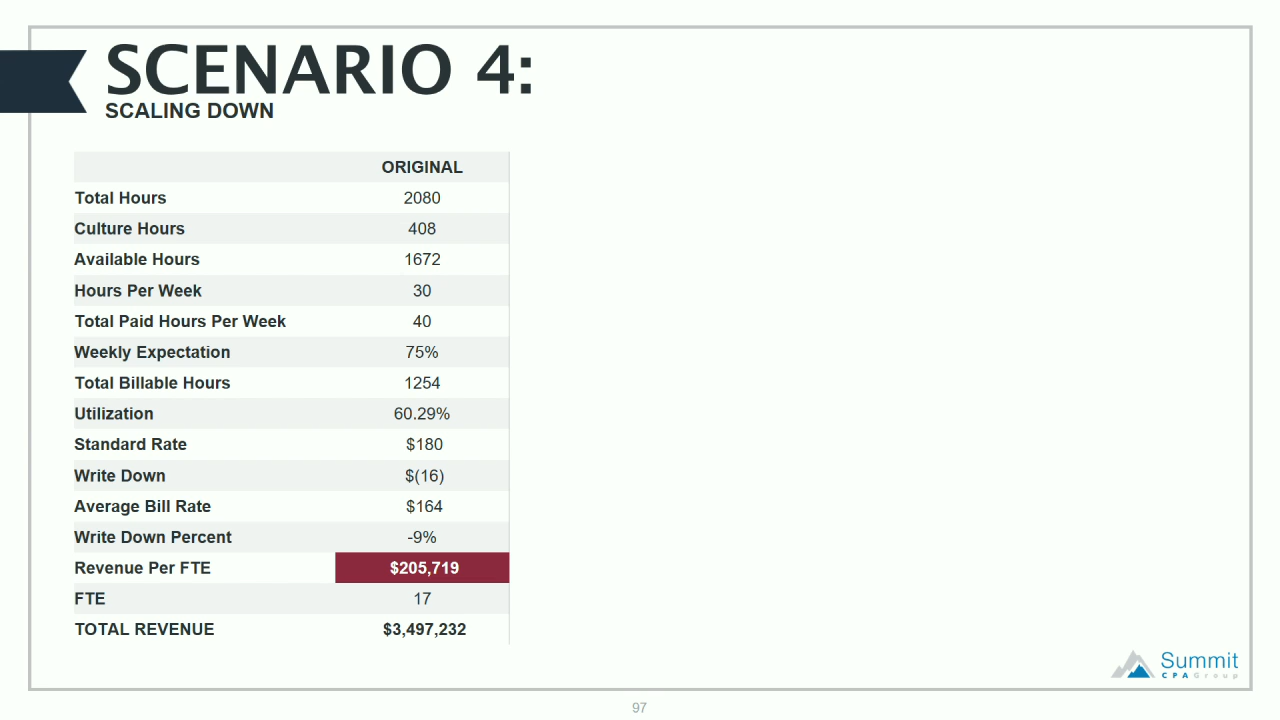 SCENARIO 4:
SCALING DOWN
ORIGINAL
Total Hours 2080
Culture Hours 408
Available Hours 1672
Hours Per Week 30
Total Paid Hours Per Week 40
Weekly Expectation 75%
Total Billable Hours 1254
Utilization 60.29%
Standard Rate $180
Write Down $(16)
Average Bill Rate $164
Write Down Percent -9%
Revenue Per FTE $205,719
FTE 17
TOTAL REVENUE $3,497,232
Summit
CPA Group
97